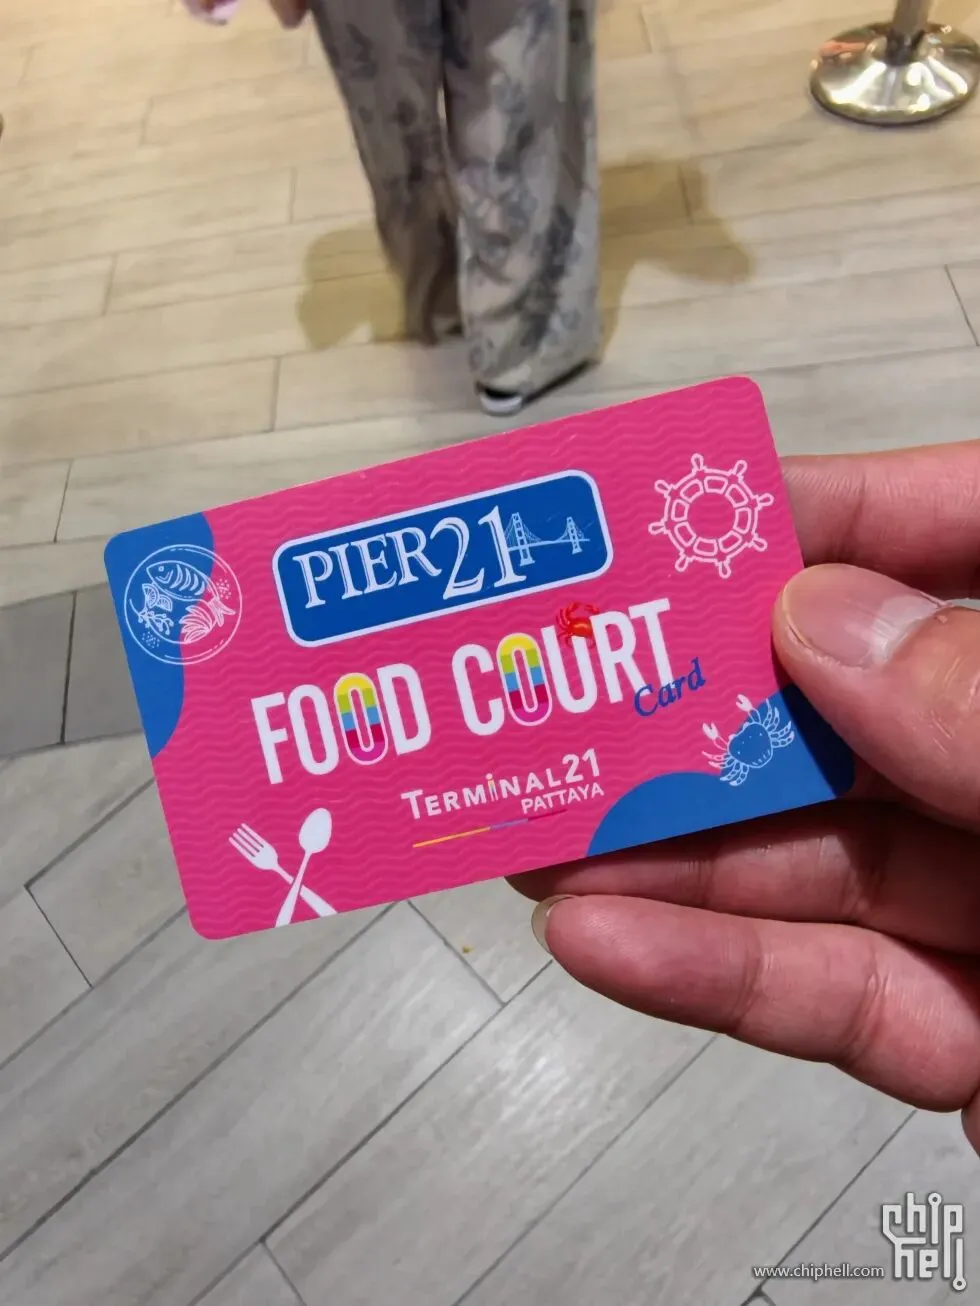 PIER21
FOOD COURT
Card
TERMINAL21
PATTAYA
chip
hell
www.chiphell.com